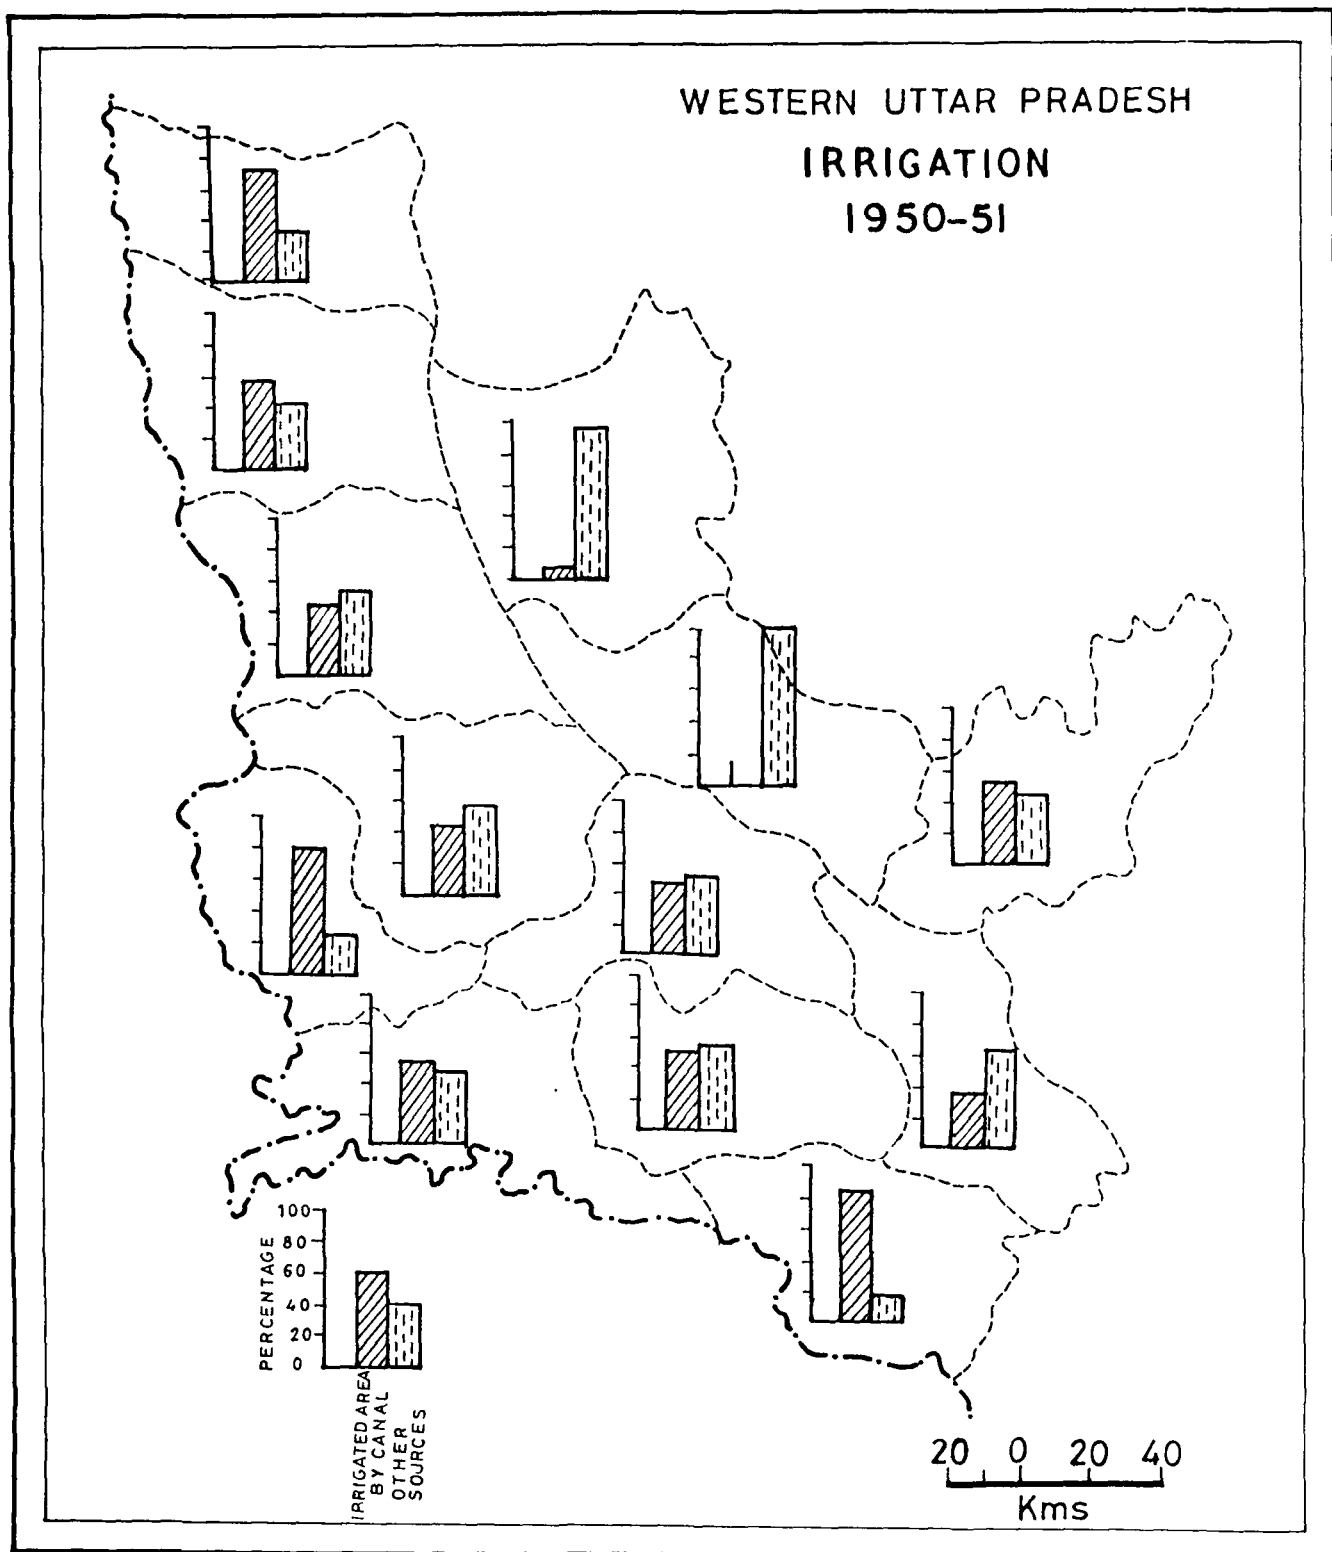 WESTERN UTTAR PRADESH
IRRIGATION
1950-51
100
80
60
40
20
0
PERCENTAGE
IRRIGATED AREA
BY CANAL
OTHER
SOURCES
20 0 20 40
Kms